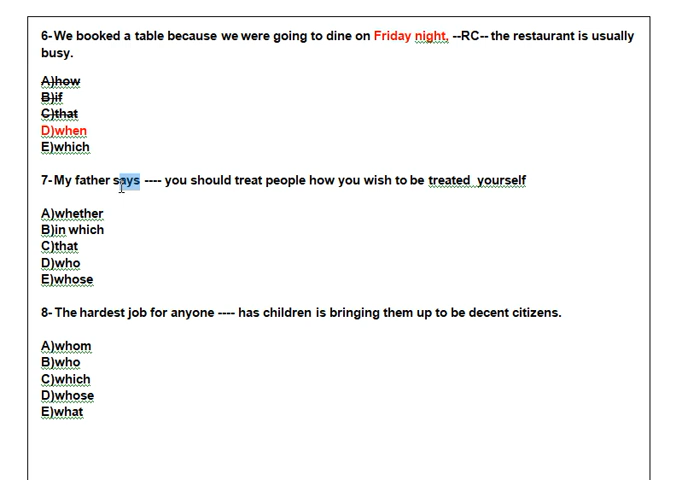 6-We booked a table because we were going to dine on Friday night, --RC-- the restaurant is usually
busy.
A)how
B)if
C)that
D)when
E)which
7-My father says ---- you should treat people how you wish to be treated yourself
A)whether
B)in which
C)that
D)who
E)whose
8- The hardest job for anyone ---- has children is bringing them up to be decent citizens.
A)whom
B)who
C)which
D)whose
E)what